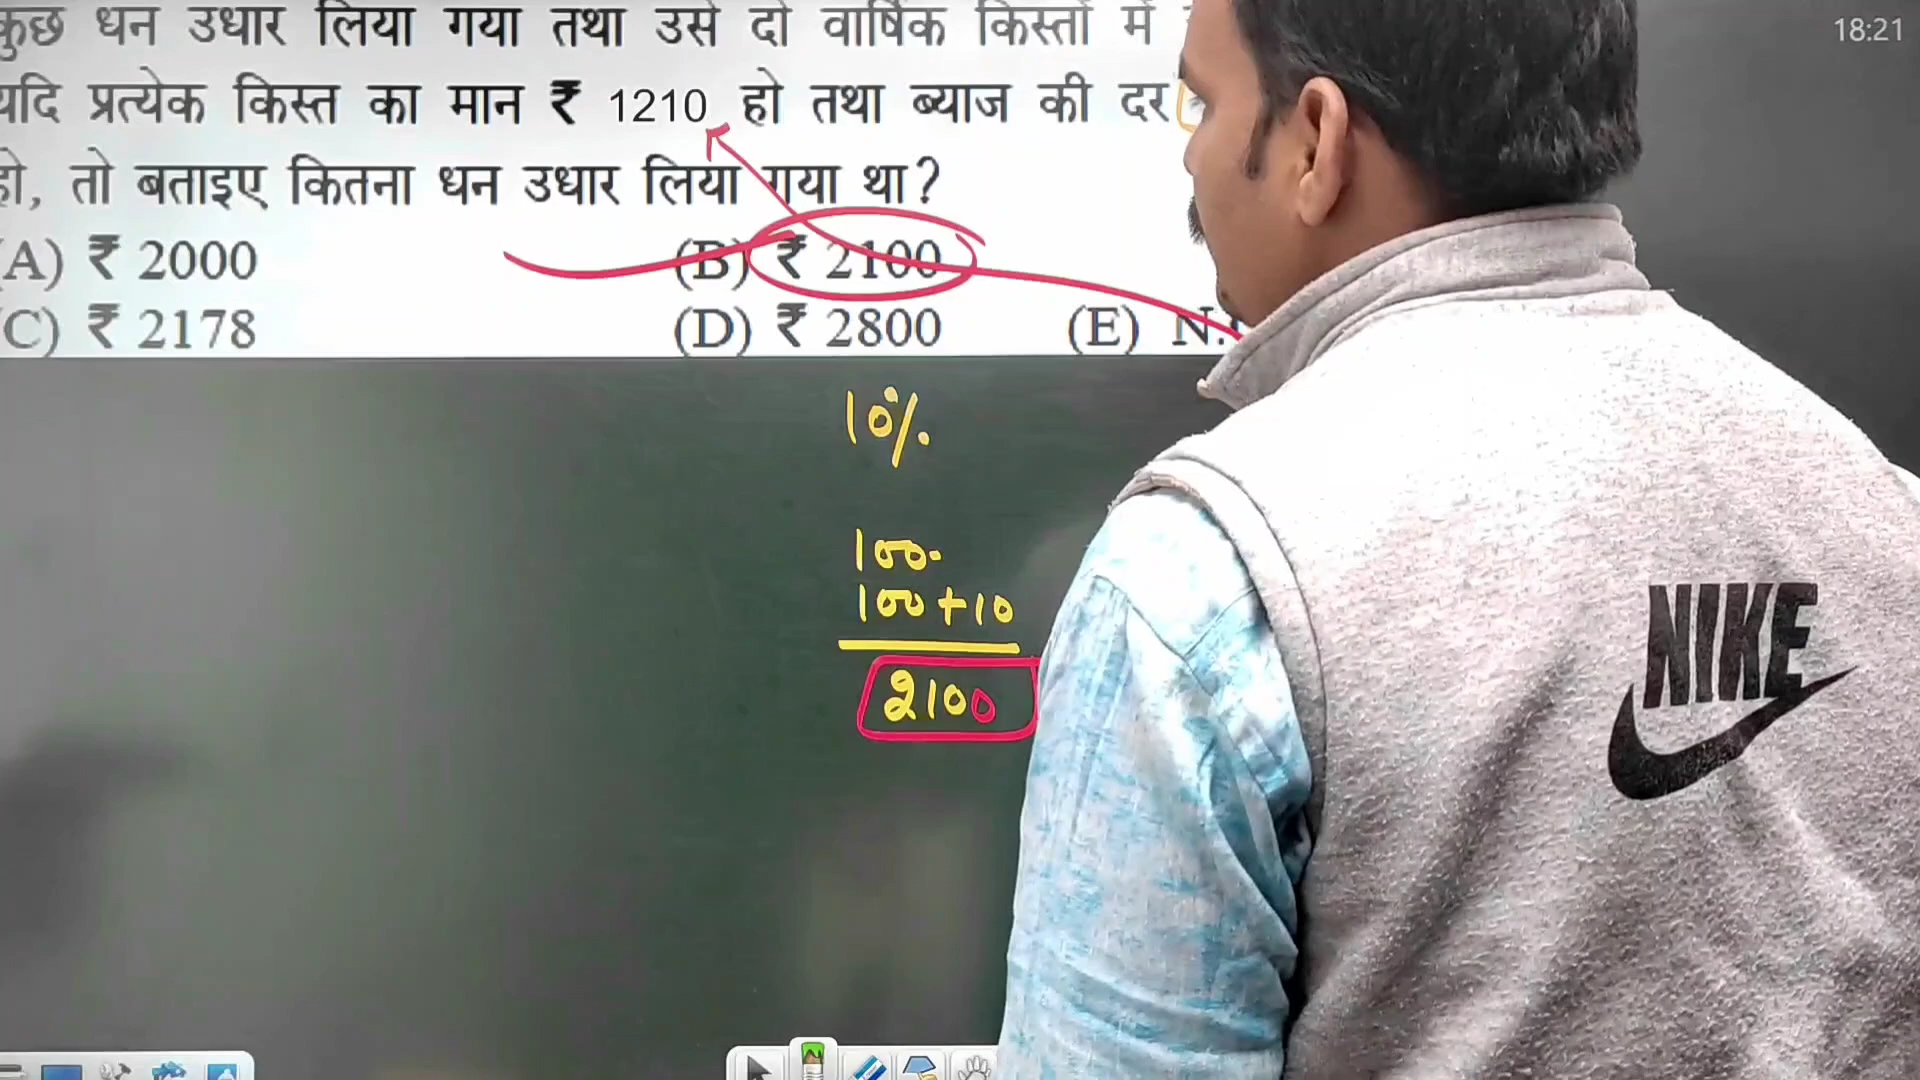 कुछ धन उधार लिया गया तथा उसे दो वार्षिक किस्तों में
18:21
यदि प्रत्येक किस्त का मान ₹ 1210 हो तथा ब्याज की दर
हो, तो बताइए कितना धन उधार लिया गया था?
(A) ₹ 2000 (B) ₹ 2100
(C) ₹ 2178 (D) ₹ 2800 (E) N.
10%
100.
100 + 10
2100
NIKE